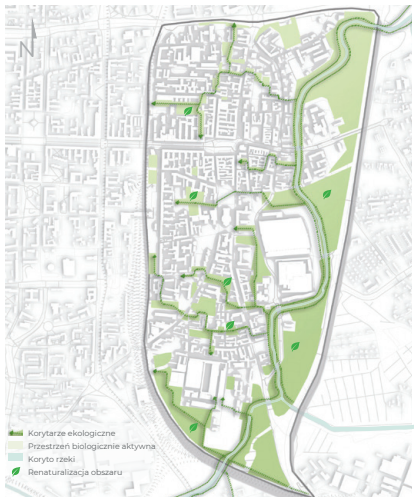 N
Korytarze ekologiczne
Przestrzeń biologicznie aktywna
Koryto rzeki
Renaturalizacja obszaru